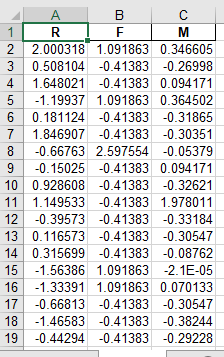 A B C
1 R F M
2 2.000318 1.091863 0.346605
3 0.508104 -0.41383 -0.26998
4 1.648021 -0.41383 0.094171
5 -1.19937 1.091863 0.364502
6 0.181124 -0.41383 -0.31865
7 1.846907 -0.41383 -0.30351
8 -0.66763 2.597554 -0.05379
9 -0.15025 -0.41383 0.094171
10 0.928608 -0.41383 -0.32621
11 1.149533 -0.41383 1.978011
12 -0.39573 -0.41383 -0.33184
13 0.116573 -0.41383 -0.30547
14 0.315699 -0.41383 -0.08762
15 -1.56386 1.091863 -2.1E-05
16 -1.33391 1.091863 0.070133
17 -0.66813 -0.41383 -0.30547
18 -1.46583 -0.41383 -0.38244
19 -0.44294 -0.41383 -0.29228